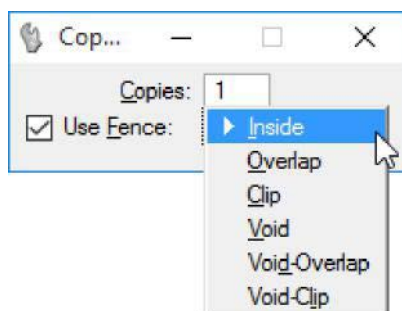 Cop...
Copies: 1
Use Fence:
Inside
Overlap
Clip
Void
Void-Overlap
Void-Clip